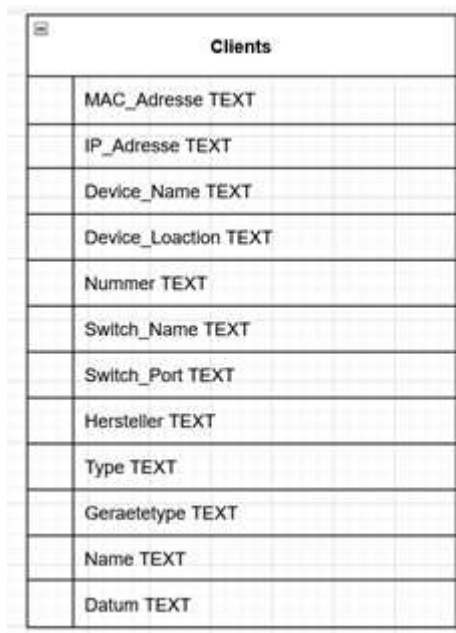 Clients
MAC_Adresse TEXT
IP_Adresse TEXT
Device_Name TEXT
Device_Loaction TEXT
Nummer TEXT
Switch_Name TEXT
Switch_Port TEXT
Hersteller TEXT
Type TEXT
Geraetetype TEXT
Name TEXT
Datum TEXT